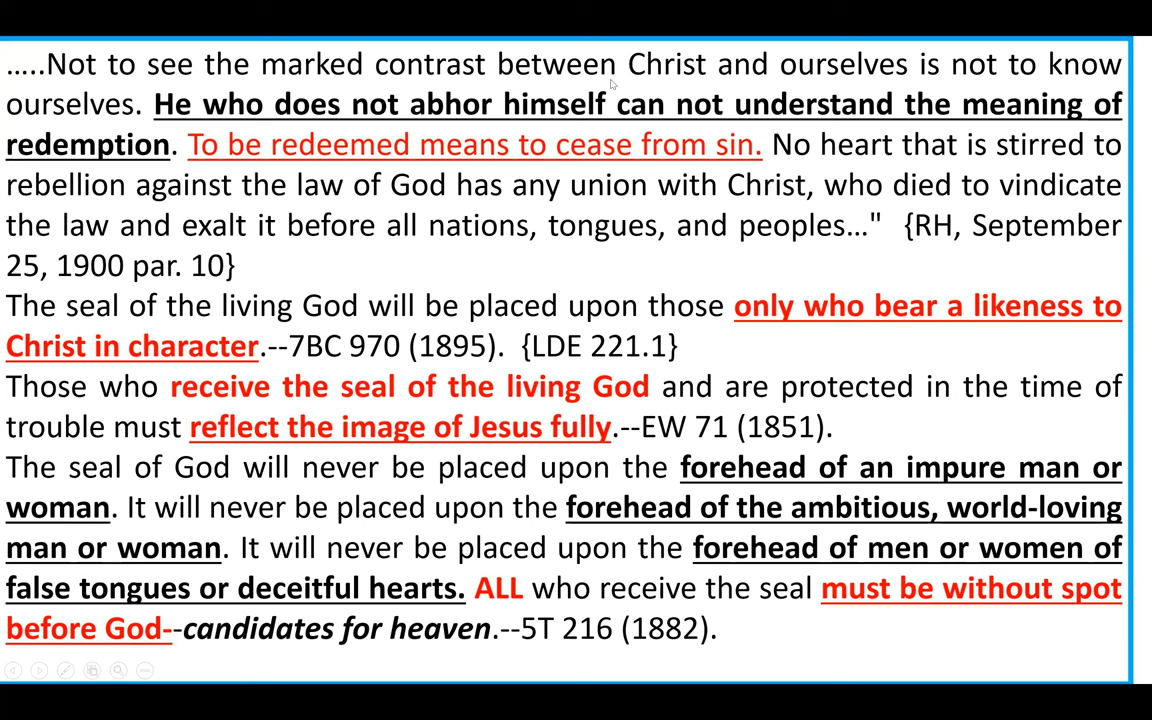 …..Not to see the marked contrast between Christ and ourselves is not to know
ourselves. He who does not abhor himself can not understand the meaning of
redemption. To be redeemed means to cease from sin. No heart that is stirred to
rebellion against the law of God has any union with Christ, who died to vindicate
the law and exalt it before all nations, tongues, and peoples…" {RH, September
25, 1900 par. 10}
The seal of the living God will be placed upon those only who bear a likeness to
Christ in character.--7BC 970 (1895). {LDE 221.1}
Those who receive the seal of the living God and are protected in the time of
trouble must reflect the image of Jesus fully.--EW 71 (1851).
The seal of God will never be placed upon the forehead of an impure man or
woman. It will never be placed upon the forehead of the ambitious, world-loving
man or woman. It will never be placed upon the forehead of men or women of
false tongues or deceitful hearts. ALL who receive the seal must be without spot
before God--candidates for heaven.--5T 216 (1882).